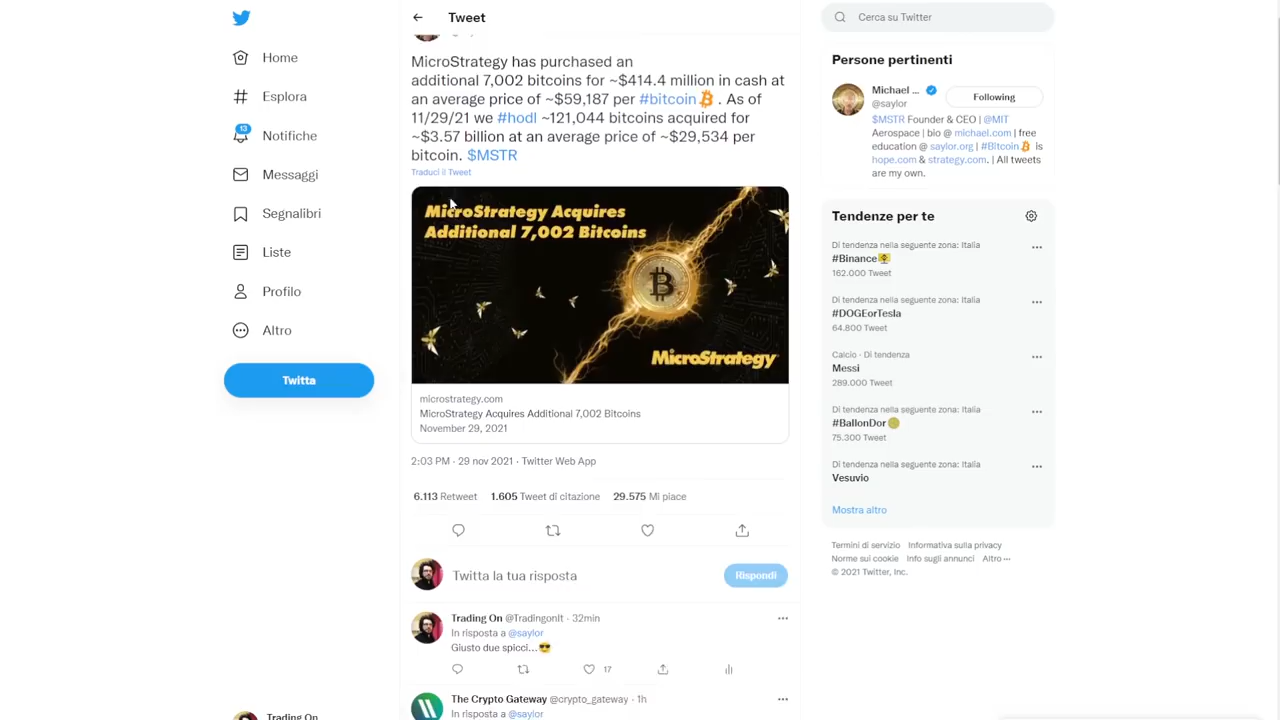 Home
Esplora
13
Notifiche
Messaggi
Segnalibri
Liste
Profilo
Altro
Twitta
Trading On
Tweet
MicroStrategy has purchased an
additional 7,002 bitcoins for ~$414.4 million in cash at
an average price of ~$59,187 per #bitcoin. As of
11/29/21 we #hodl ~121,044 bitcoins acquired for
~$3.57 billion at an average price of ~$29,534 per
bitcoin. $MSTR
Traduci il Tweet
MicroStrategy Acquires
Additional 7,002 Bitcoins
MicroStrategy
microstrategy.com
MicroStrategy Acquires Additional 7,002 Bitcoins
November 29, 2021
2:03 PM · 29 nov 2021 · Twitter Web App
6.113 Retweet 1.605 Tweet di citazione 29.575 Mi piace
Twitta la tua risposta
Rispondi
Trading On @TradingonIt · 32min
In risposta a @saylor
Giusto due spicci...😎
17
The Crypto Gateway @crypto_gateway · 1h
In risposta a @saylor
Cerca su Twitter
Persone pertinenti
Michael ...
@saylor
Following
$MSTR Founder & CEO | @MIT
Aerospace | bio @ michael.com | free
education @ saylor.org | #Bitcoin is
hope.com & strategy.com. | All tweets
are my own.
Tendenze per te
Di tendenza nella seguente zona: Italia
#Binance
162.000 Tweet
Di tendenza nella seguente zona: Italia
#DOGEorTesla
64.800 Tweet
Calcio · Di tendenza
Messi
289.000 Tweet
Di tendenza nella seguente zona: Italia
#BallonDor
75.300 Tweet
Di tendenza nella seguente zona: Italia
Vesuvio
Mostra altro
Termini di servizio Informativa sulla privacy
Norme sui cookie Info sugli annunci Altro ···
© 2021 Twitter, Inc.